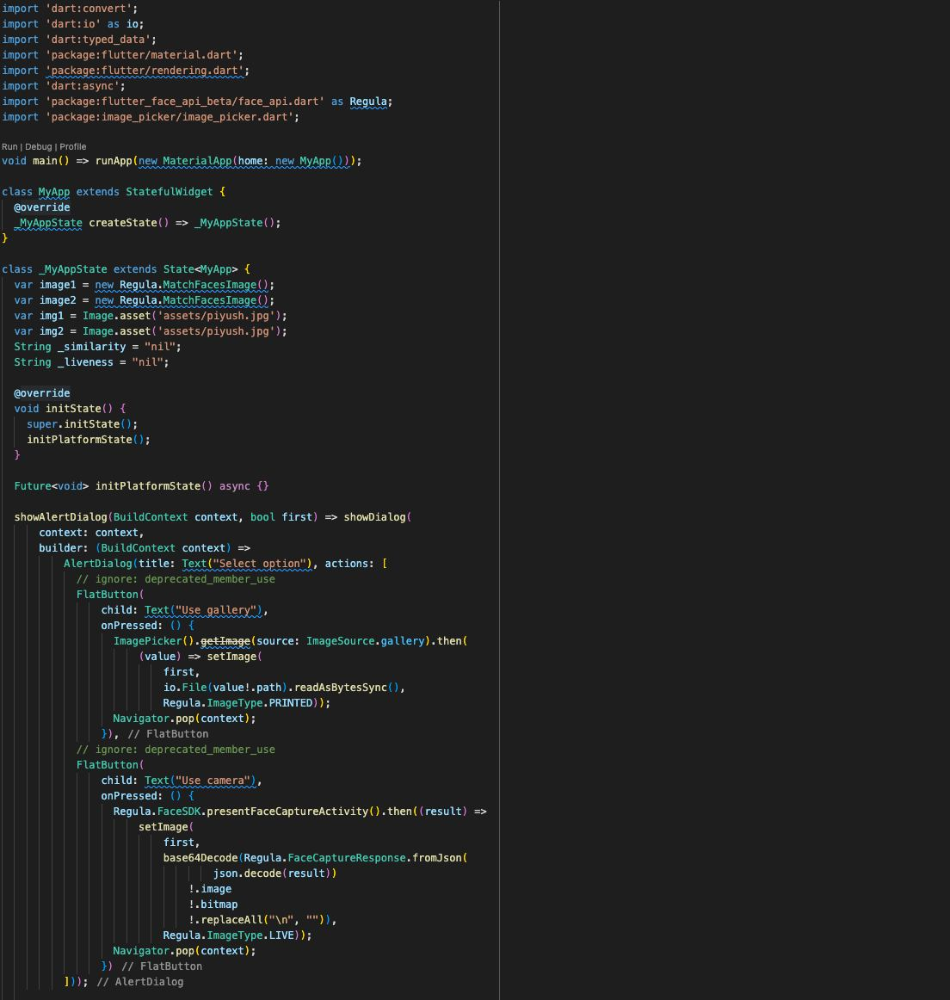 import 'dart:convert';
import 'dart:io' as io;
import 'dart:typed_data';
import 'package:flutter/material.dart';
import 'package:flutter/rendering.dart';
import 'dart:async';
import 'package:flutter_face_api_beta/face_api.dart' as Regula;
import 'package:image_picker/image_picker.dart';

Run | Debug | Profile
void main() => runApp(new MaterialApp(home: new MyApp()));

class MyApp extends StatefulWidget {
  @override
  _MyAppState createState() => _MyAppState();
}

class _MyAppState extends State<MyApp> {
  var image1 = new Regula.MatchFacesImage();
  var image2 = new Regula.MatchFacesImage();
  var img1 = Image.asset('assets/piyush.jpg');
  var img2 = Image.asset('assets/piyush.jpg');
  String _similarity = "nil";
  String _liveness = "nil";

  @override
  void initState() {
    super.initState();
    initPlatformState();
  }

  Future<void> initPlatformState() async {}

  showAlertDialog(BuildContext context, bool first) => showDialog(
      context: context,
      builder: (BuildContext context) =>
          AlertDialog(title: Text("Select option"), actions: [
            // ignore: deprecated_member_use
            FlatButton(
                child: Text("Use gallery"),
                onPressed: () {
                  ImagePicker().getImage(source: ImageSource.gallery).then(
                      (value) => setImage(
                          first,
                          io.File(value!.path).readAsBytesSync(),
                          Regula.ImageType.PRINTED));
                  Navigator.pop(context);
                }), // FlatButton
            // ignore: deprecated_member_use
            FlatButton(
                child: Text("Use camera"),
                onPressed: () {
                  Regula.FaceSDK.presentFaceCaptureActivity().then((result) =>
                      setImage(
                          first,
                          base64Decode(Regula.FaceCaptureResponse.fromJson(
                                  json.decode(result))
                              !.image
                              !.bitmap
                              !.replaceAll("\n", "")),
                          Regula.ImageType.LIVE));
                  Navigator.pop(context);
                }) // FlatButton
          ])); // AlertDialog